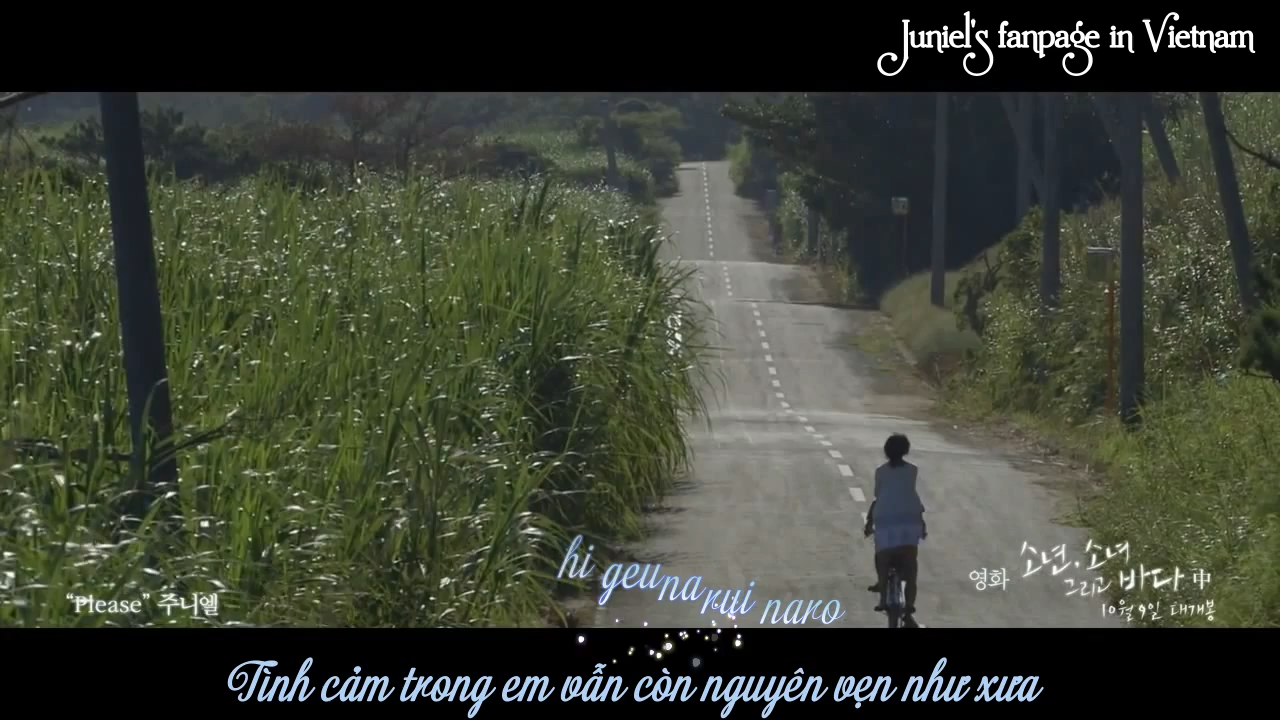 Juniel's fanpage in Vietnam
영화 소년, 소녀 그리고 바다 中
10월 9일 대개봉
“Please” 주니엘
hi geu na rui naro
Tình cảm trong em vẫn còn nguyên vẹn như xưa